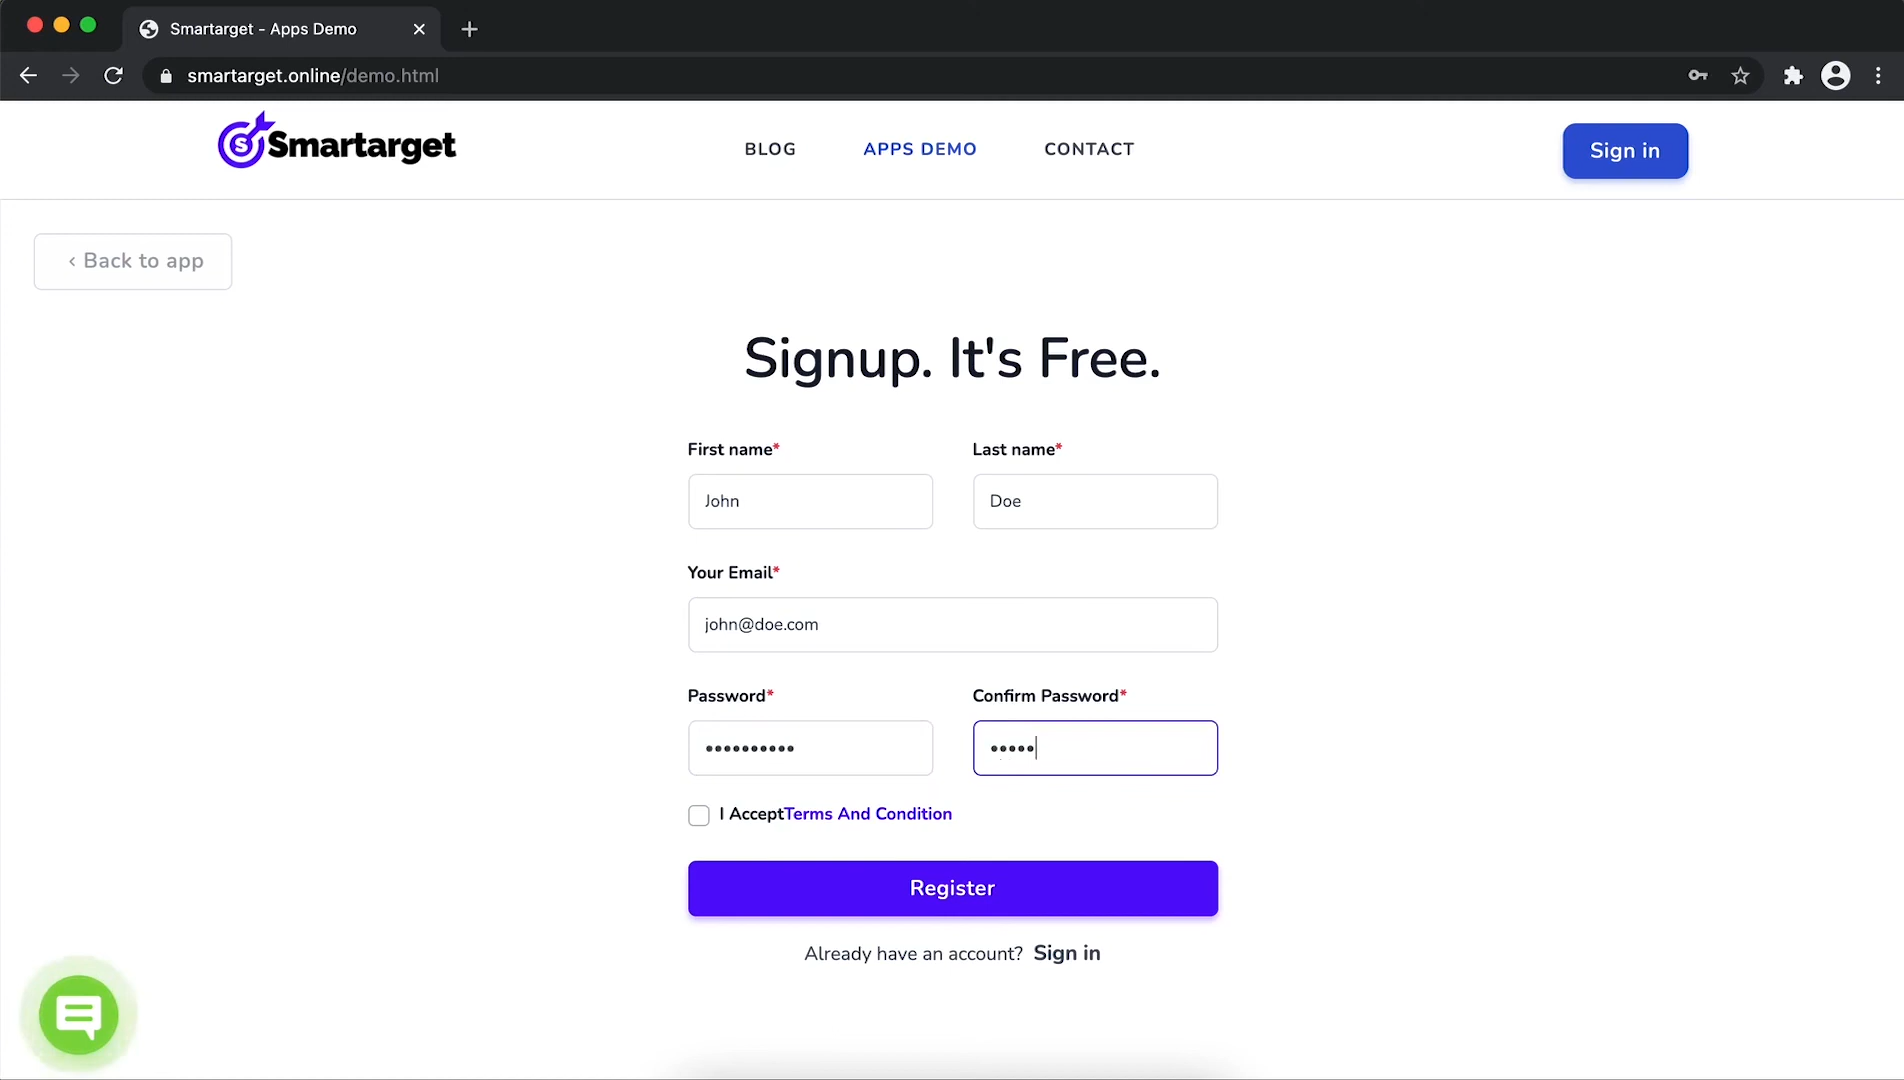 Smartarget - Apps Demo
smartarget.online/demo.html
Smartarget
BLOG
APPS DEMO
CONTACT
Sign in
‹ Back to app
Signup. It's Free.
First name*
Last name*
John
Doe
Your Email*
john@doe.com
Password*
Confirm Password*
••••••••••
•••••
I AcceptTerms And Condition
Register
Already have an account? Sign in